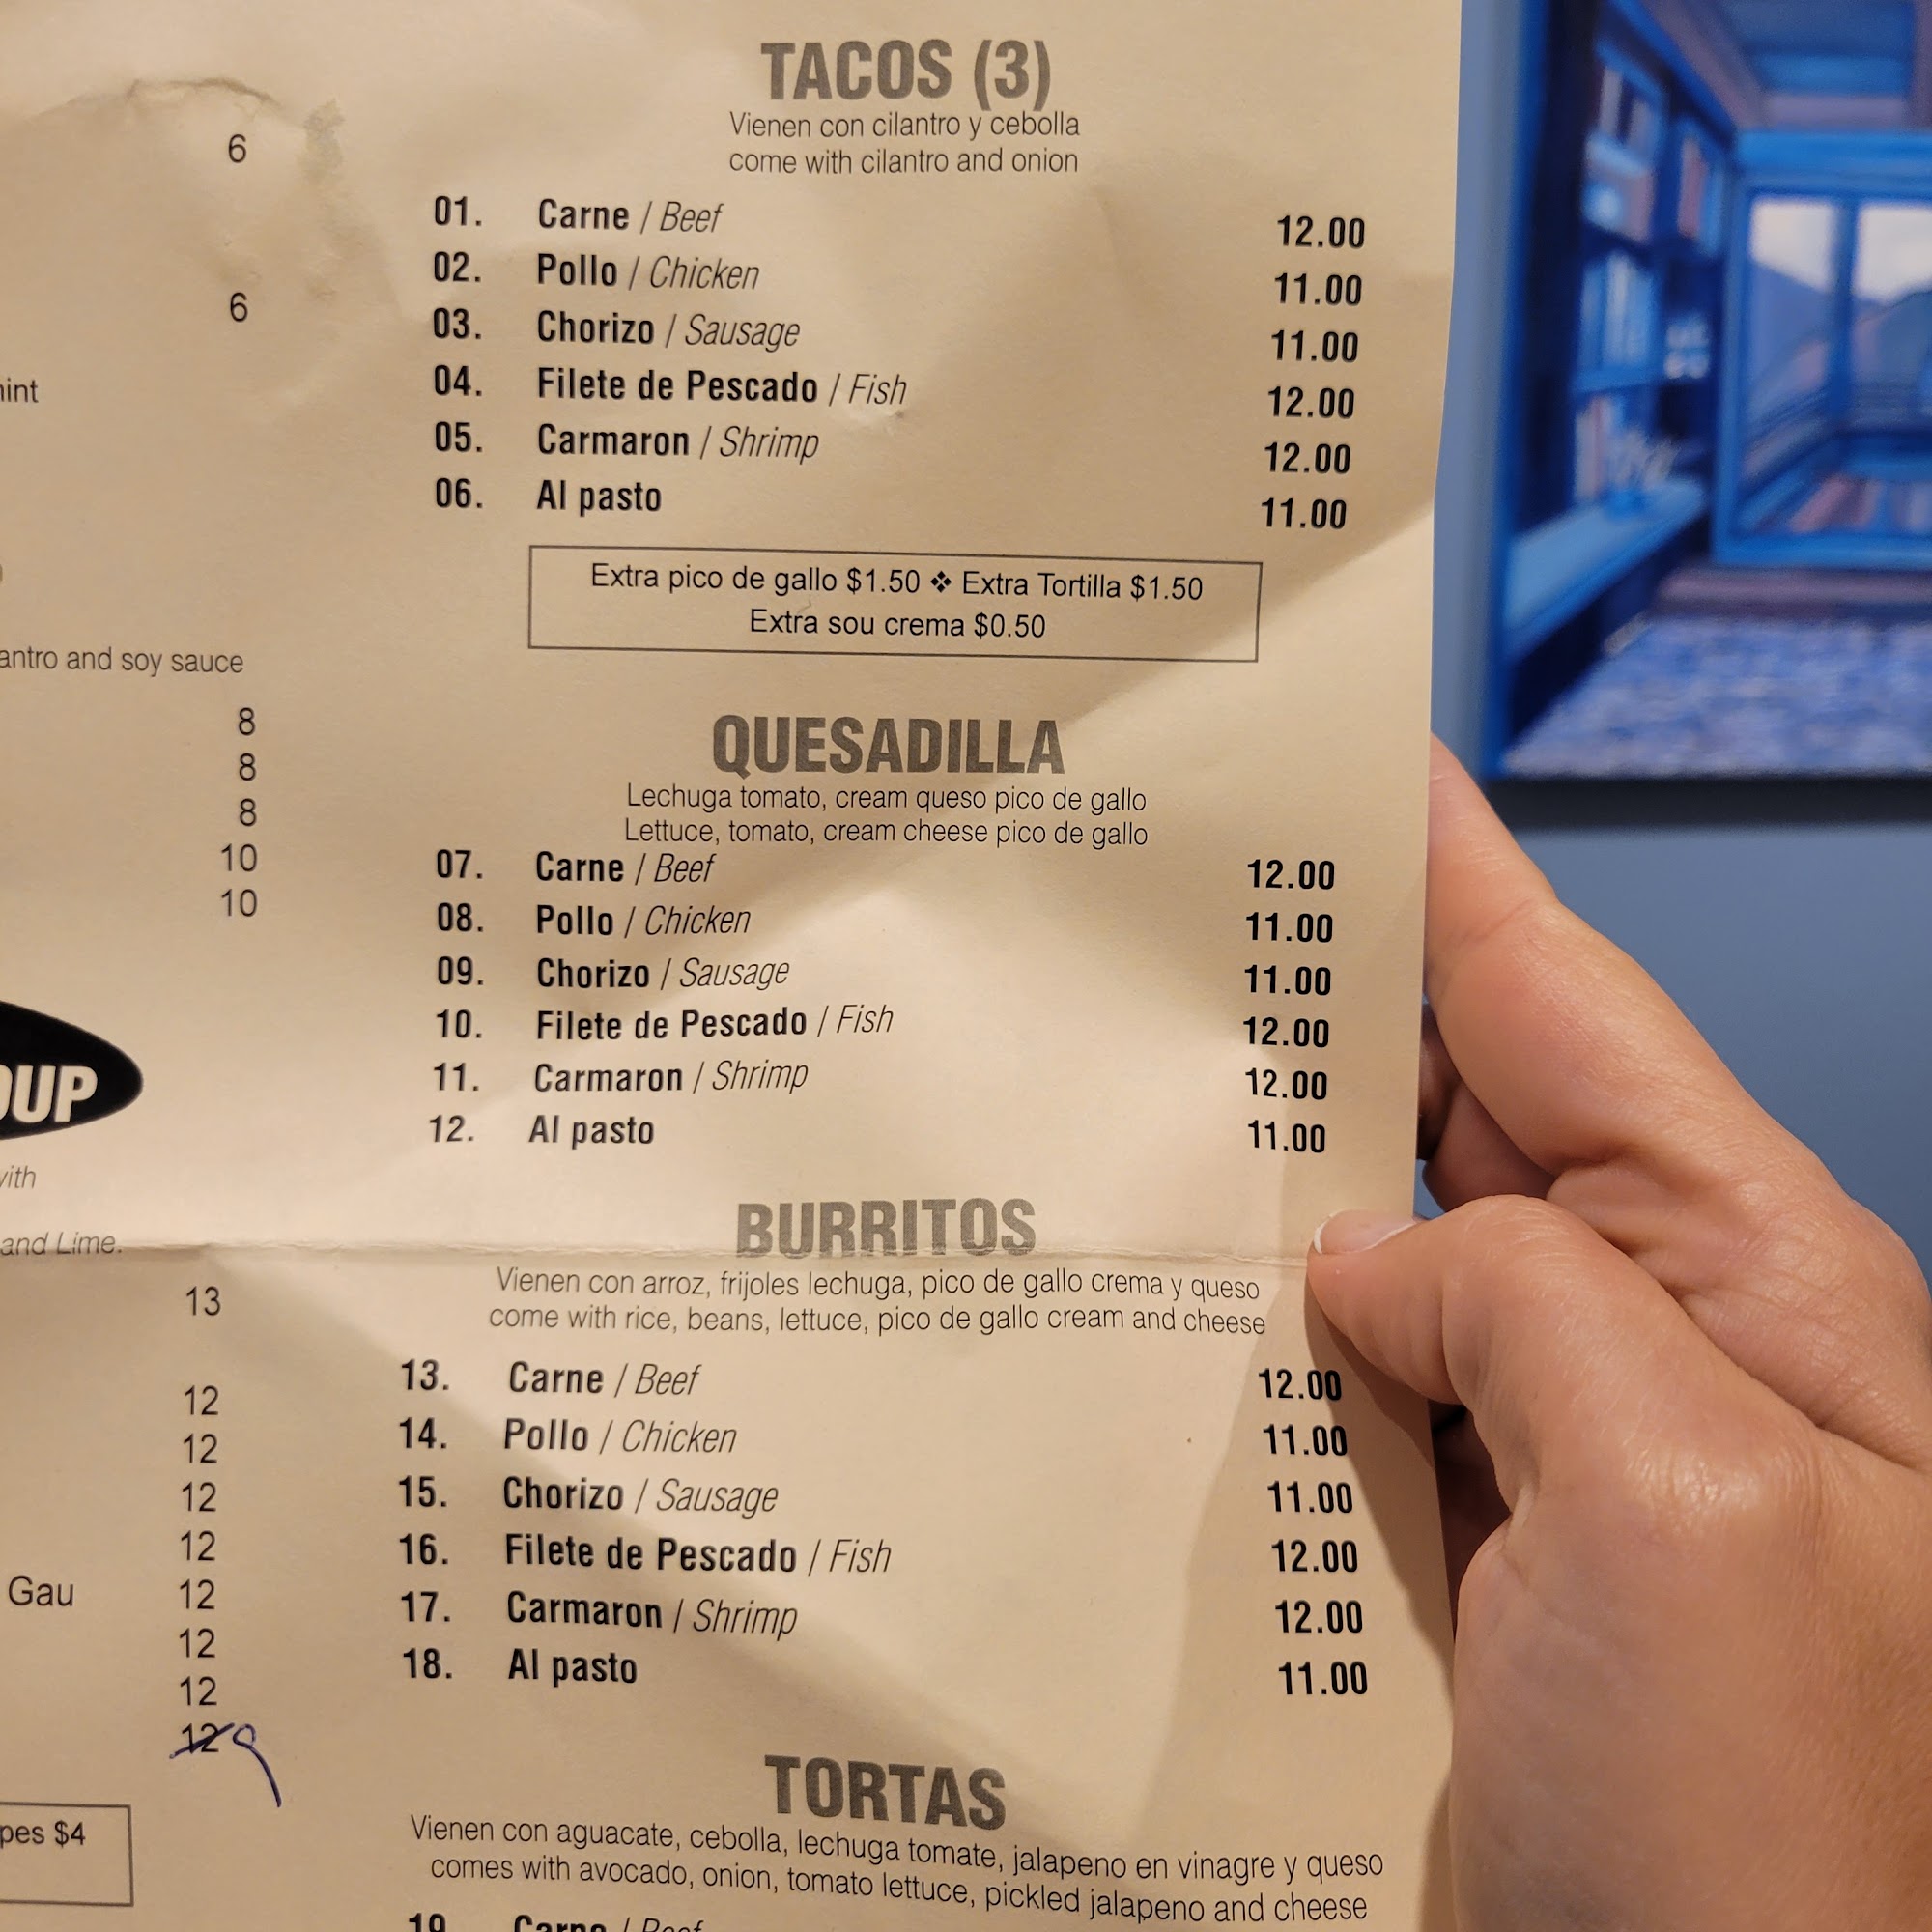 6
6
antro and soy sauce
8
8
8
10
10
OUP
with
and Lime.
13
12
12
12
12
Gau 12
12
12
12 9
pes $4
TACOS (3)
Vienen con cilantro y cebolla
come with cilantro and onion
01. Carne / Beef 12.00
02. Pollo / Chicken 11.00
03. Chorizo / Sausage 11.00
04. Filete de Pescado / Fish 12.00
05. Carmaron / Shrimp 12.00
06. Al pasto 11.00
Extra pico de gallo $1.50 ❖ Extra Tortilla $1.50
Extra sou crema $0.50
QUESADILLA
Lechuga tomato, cream queso pico de gallo
Lettuce, tomato, cream cheese pico de gallo
07. Carne / Beef 12.00
08. Pollo / Chicken 11.00
09. Chorizo / Sausage 11.00
10. Filete de Pescado / Fish 12.00
11. Carmaron / Shrimp 12.00
12. Al pasto 11.00
BURRITOS
Vienen con arroz, frijoles lechuga, pico de gallo crema y queso
come with rice, beans, lettuce, pico de gallo cream and cheese
13. Carne / Beef 12.00
14. Pollo / Chicken 11.00
15. Chorizo / Sausage 11.00
16. Filete de Pescado / Fish 12.00
17. Carmaron / Shrimp 12.00
18. Al pasto 11.00
TORTAS
Vienen con aguacate, cebolla, lechuga tomate, jalapeno en vinagre y queso
comes with avocado, onion, tomato lettuce, pickled jalapeno and cheese
19. Carne / Beef